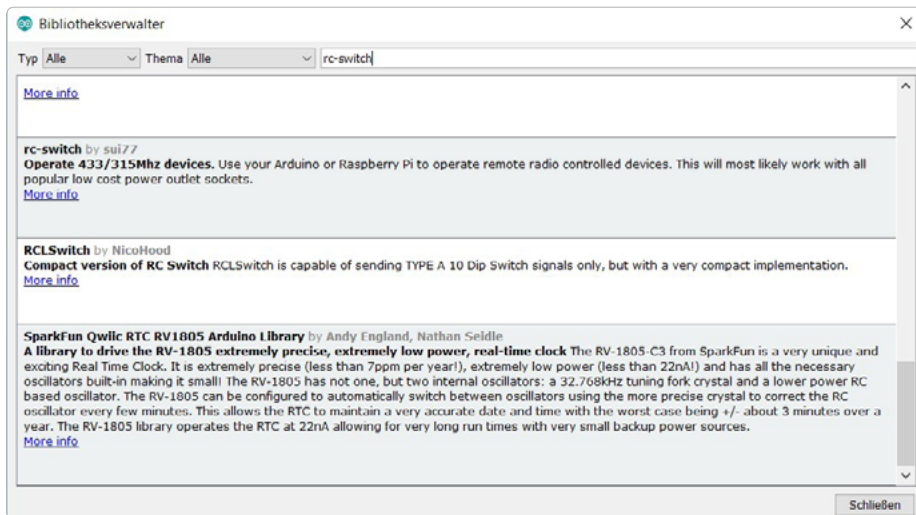 Bibliotheksverwalter
Typ Alle Thema Alle rc-switch
More info
rc-switch by sui77
Operate 433/315Mhz devices. Use your Arduino or Raspberry Pi to operate remote radio controlled devices. This will most likely work with all
popular low cost power outlet sockets.
More info
RCLSwitch by NicoHood
Compact version of RC Switch RCLSwitch is capable of sending TYPE A 10 Dip Switch signals only, but with a very compact implementation.
More info
SparkFun Qwiic RTC RV1805 Arduino Library by Andy England, Nathan Seidle
A library to drive the RV-1805 extremely precise, extremely low power, real-time clock The RV-1805-C3 from SparkFun is a very unique and
exciting Real Time Clock. It is extremely precise (less than 7ppm per year!), extremely low power (less than 22nA!) and has all the necessary
oscillators built-in making it small! The RV-1805 has not one, but two internal oscillators: a 32.768kHz tuning fork crystal and a lower power RC
based oscillator. The RV-1805 can be configured to automatically switch between oscillators using the more precise crystal to correct the RC
oscillator every few minutes. This allows the RTC to maintain a very accurate date and time with the worst case being +/- about 3 minutes over a
year. The RV-1805 library operates the RTC at 22nA allowing for very long run times with very small backup power sources.
More info
Schließen